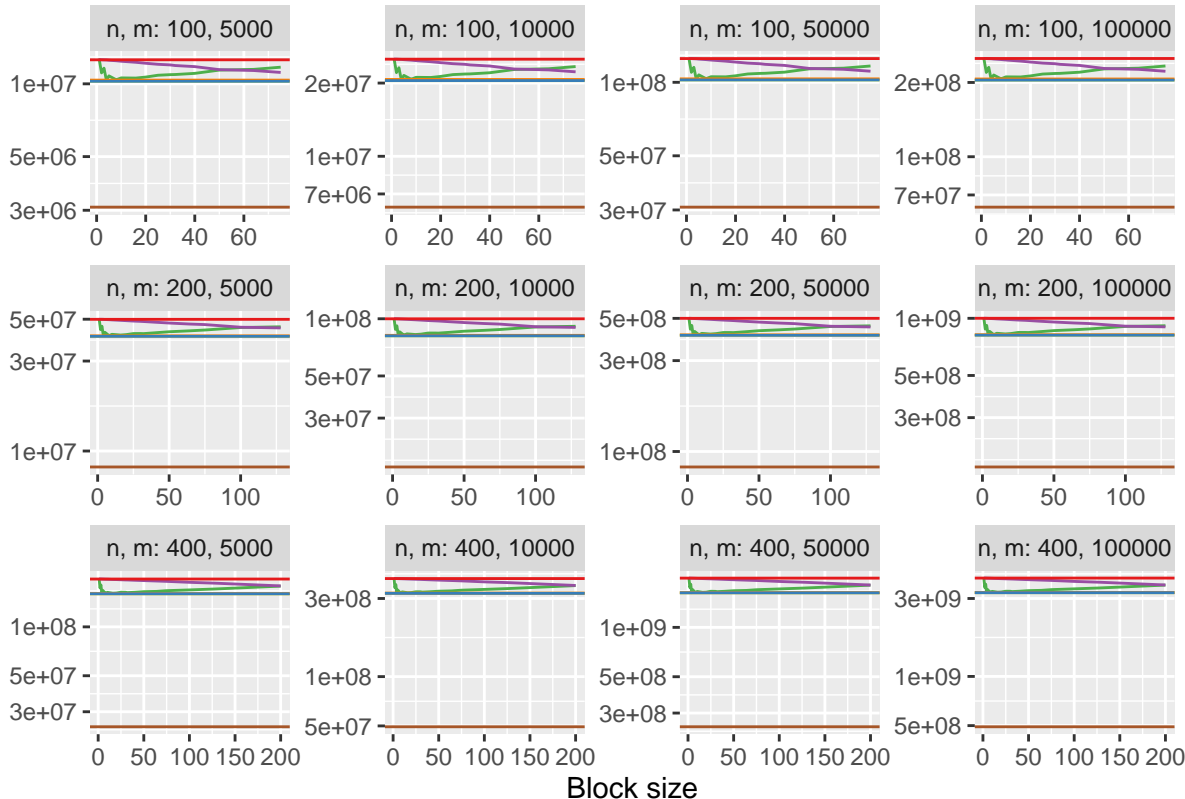 n, m: 100, 5000
n, m: 100, 10000
n, m: 100, 50000
n, m: 100, 100000
1e+07
5e+06
3e+06
0 20 40 60
2e+07
1e+07
7e+06
0 20 40 60
1e+08
5e+07
3e+07
0 20 40 60
2e+08
1e+08
7e+07
0 20 40 60
n, m: 200, 5000
n, m: 200, 10000
n, m: 200, 50000
n, m: 200, 100000
5e+07
3e+07
1e+07
0 50 100
1e+08
5e+07
3e+07
0 50 100
5e+08
3e+08
1e+08
0 50 100
1e+09
5e+08
3e+08
0 50 100
n, m: 400, 5000
n, m: 400, 10000
n, m: 400, 50000
n, m: 400, 100000
1e+08
5e+07
3e+07
0 50 100 150 200
3e+08
1e+08
5e+07
0 50 100 150 200
1e+09
5e+08
3e+08
0 50 100 150 200
3e+09
1e+09
5e+08
0 50 100 150 200
Block size